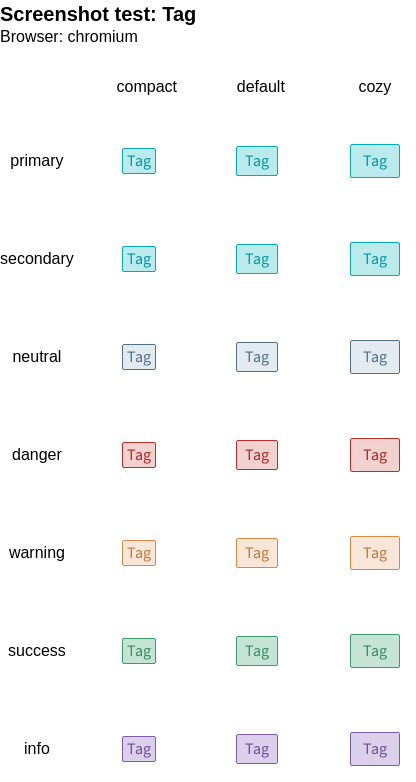 Screenshot test: Tag
Browser: chromium
compact default cozy
primary Tag Tag Tag
secondary Tag Tag Tag
neutral Tag Tag Tag
danger Tag Tag Tag
warning Tag Tag Tag
success Tag Tag Tag
info Tag Tag Tag